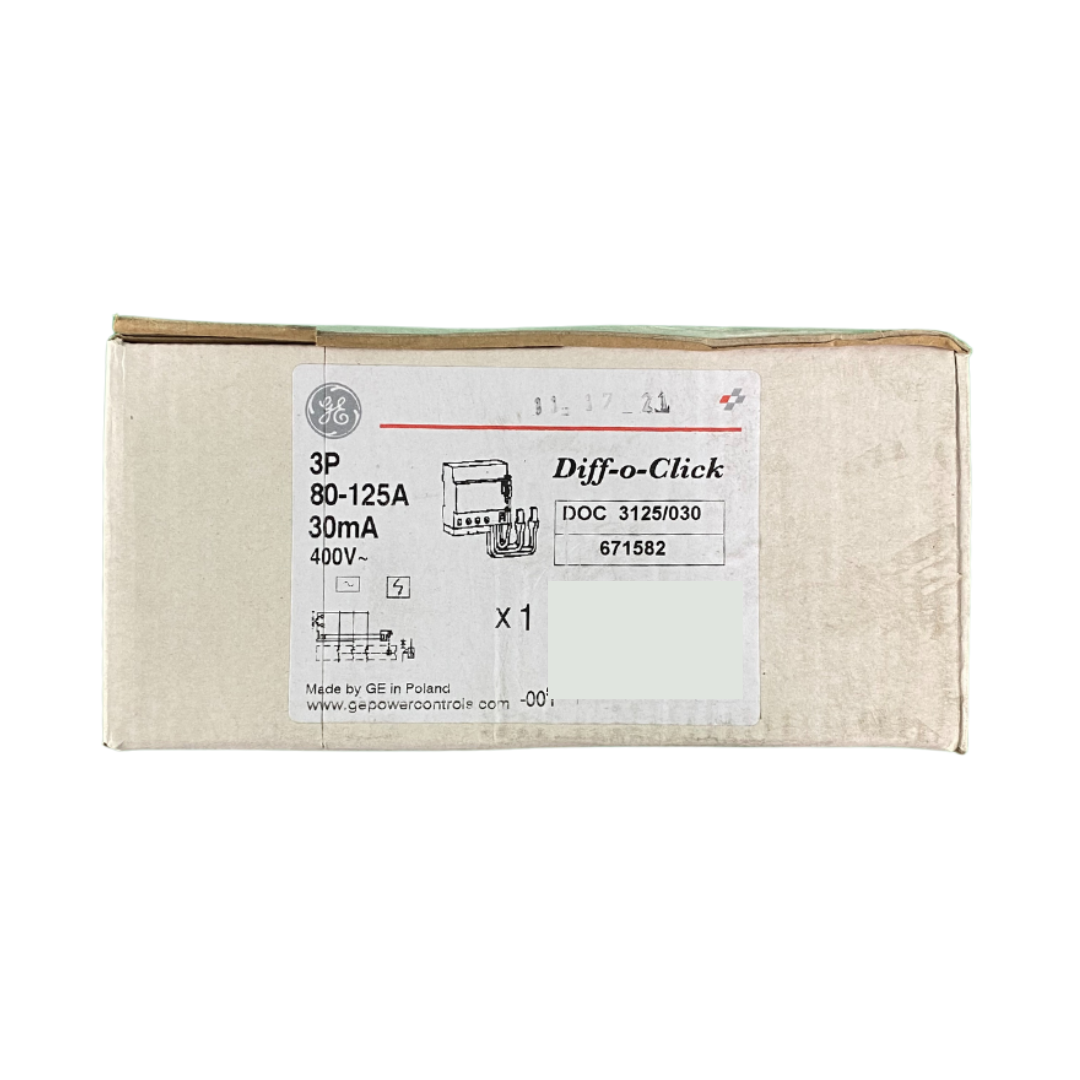 GE
3P
80-125A
30mA
400V~
Diff-o-Click
DOC 3125/030
671582
X 1
Made by GE in Poland
www.gepowercontrols com